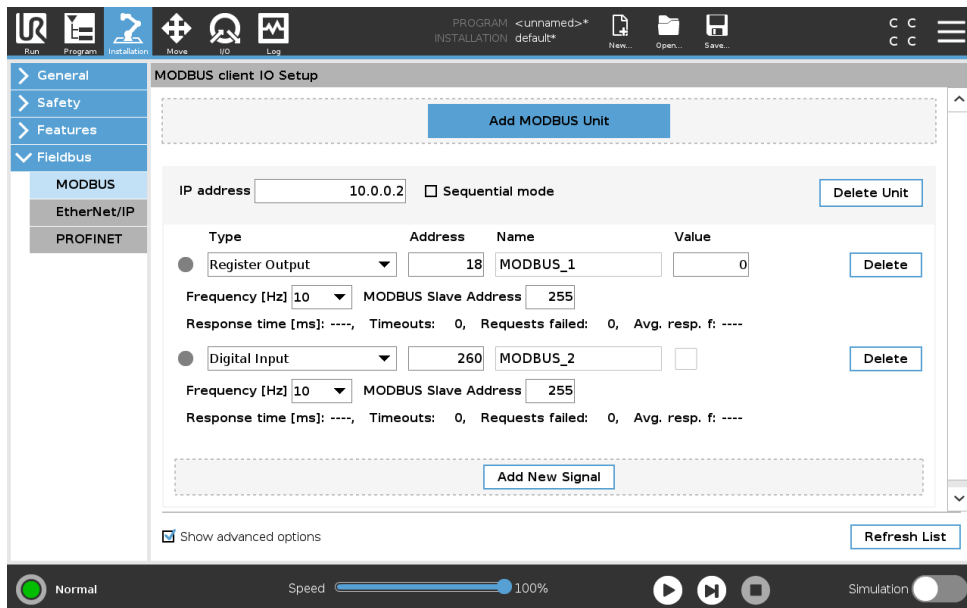 PROGRAM <unnamed>*
INSTALLATION default*
C C
C C
UR
Run
Program
Installation
Move
I/O
Log
New...
Open...
Save...
General
Safety
Features
Fieldbus
MODBUS
EtherNet/IP
PROFINET
MODBUS client IO Setup
Add MODBUS Unit
IP address 10.0.0.2 Sequential mode Delete Unit
Type Address Name Value
Register Output 18 MODBUS_1 0 Delete
Frequency [Hz] 10 MODBUS Slave Address 255
Response time [ms]: ----, Timeouts: 0, Requests failed: 0, Avg. resp. f: ----
Digital Input 260 MODBUS_2 Delete
Frequency [Hz] 10 MODBUS Slave Address 255
Response time [ms]: ----, Timeouts: 0, Requests failed: 0, Avg. resp. f: ----
Add New Signal
Show advanced options Refresh List
Normal Speed 100% Simulation